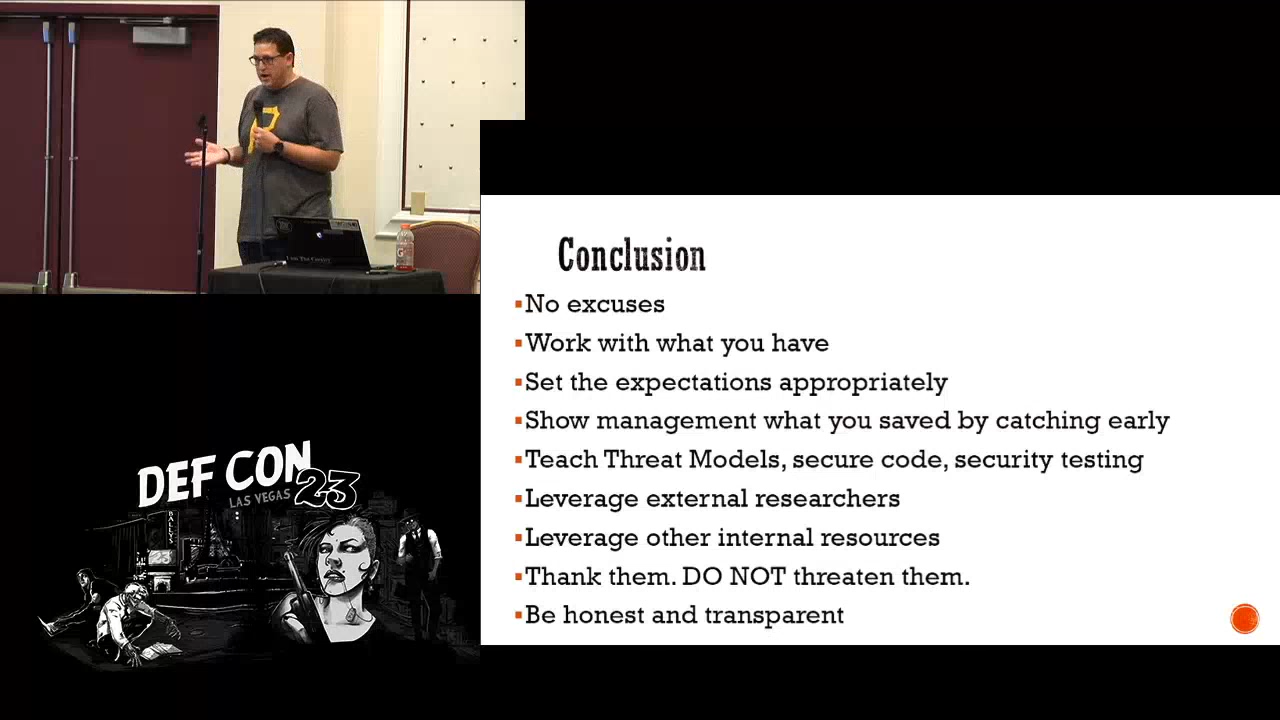 Conclusion
▪No excuses
▪Work with what you have
▪Set the expectations appropriately
▪Show management what you saved by catching early
▪Teach Threat Models, secure code, security testing
▪Leverage external researchers
▪Leverage other internal resources
▪Thank them. DO NOT threaten them.
▪Be honest and transparent
P
DEF CON
LAS VEGAS 23
BALLYS